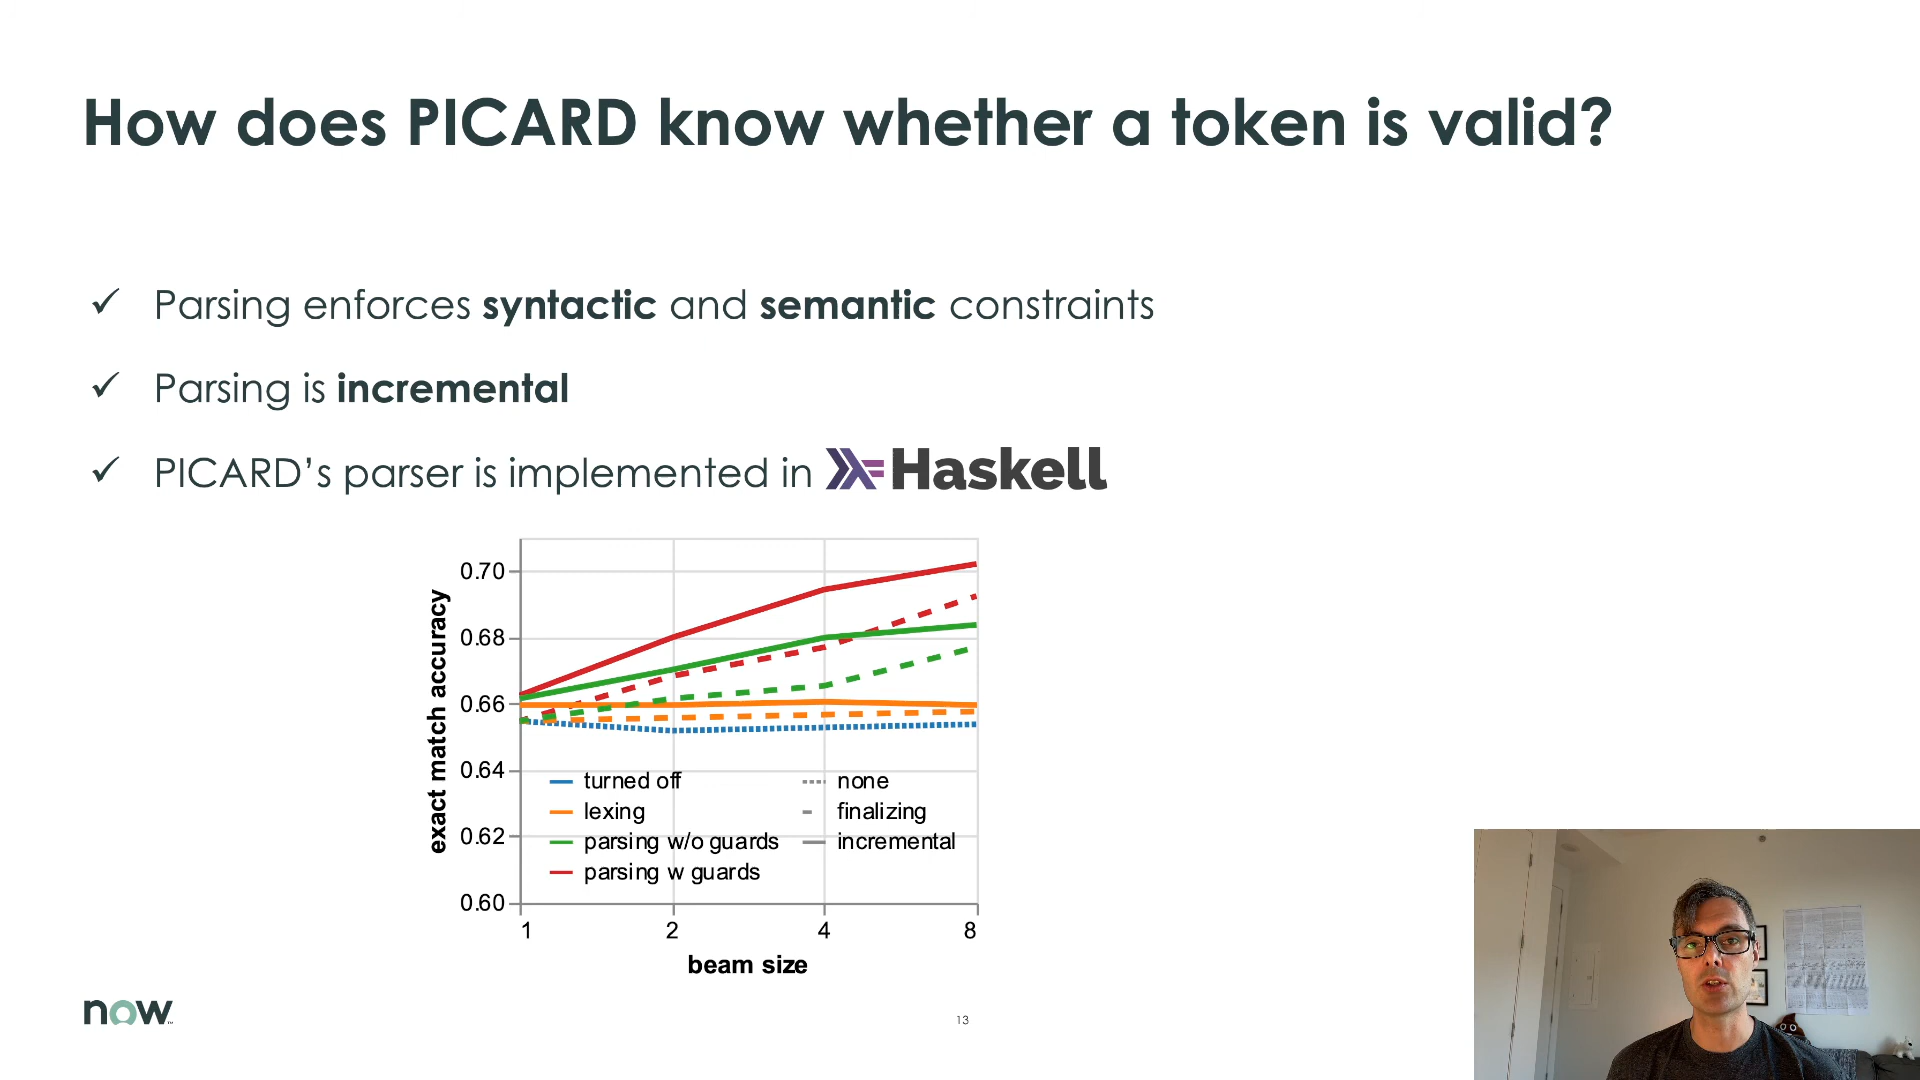 How does PICARD know whether a token is valid?
✓ Parsing enforces syntactic and semantic constraints
✓ Parsing is incremental
✓ PICARD's parser is implemented in Haskell
exact match accuracy
0.70
0.68
0.66
0.64
0.62
0.60
turned off
lexing
parsing w/o guards
parsing w guards
none
finalizing
incremental
1 2 4 8
beam size
now
13